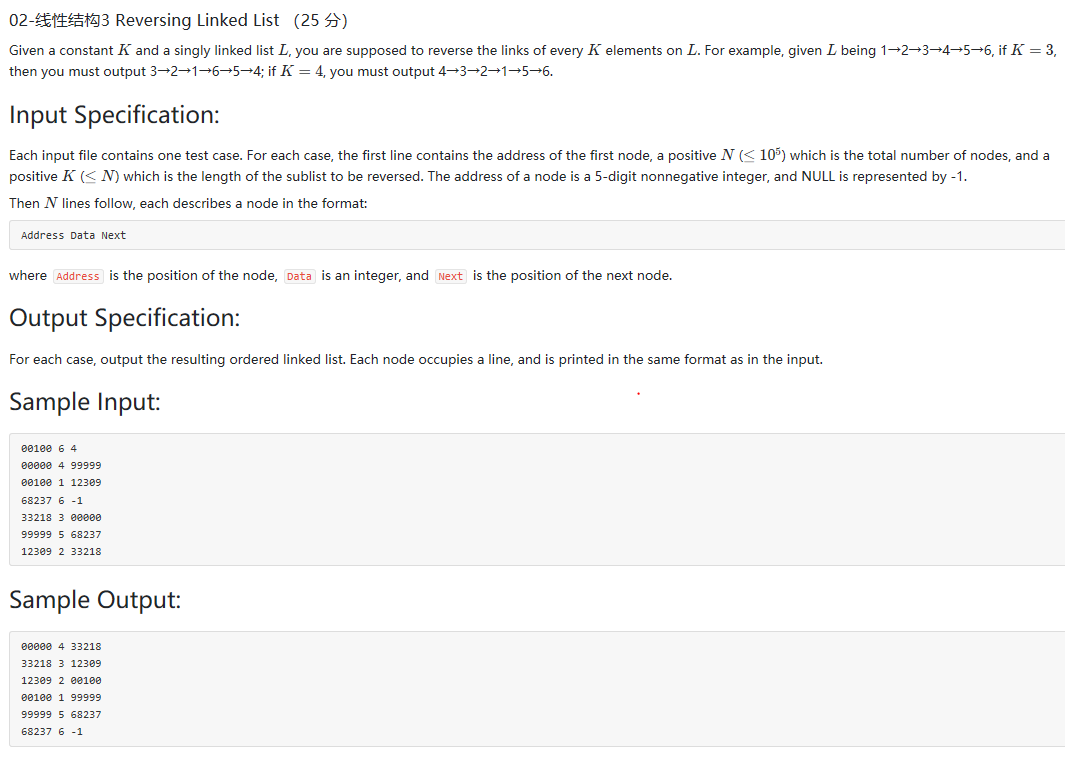 02-线性结构3 Reversing Linked List （25 分）
Given a constant K and a singly linked list L, you are supposed to reverse the links of every K elements on L. For example, given L being 1→2→3→4→5→6, if K = 3,
then you must output 3→2→1→6→5→4; if K = 4, you must output 4→3→2→1→5→6.
Input Specification:
Each input file contains one test case. For each case, the first line contains the address of the first node, a positive N (≤ 10⁵) which is the total number of nodes, and a
positive K (≤ N) which is the length of the sublist to be reversed. The address of a node is a 5-digit nonnegative integer, and NULL is represented by -1.
Then N lines follow, each describes a node in the format:
Address Data Next
where Address is the position of the node, Data is an integer, and Next is the position of the next node.
Output Specification:
For each case, output the resulting ordered linked list. Each node occupies a line, and is printed in the same format as in the input.
Sample Input:
00100 6 4
00000 4 99999
00100 1 12309
68237 6 -1
33218 3 00000
99999 5 68237
12309 2 33218
Sample Output:
00000 4 33218
33218 3 12309
12309 2 00100
00100 1 99999
99999 5 68237
68237 6 -1